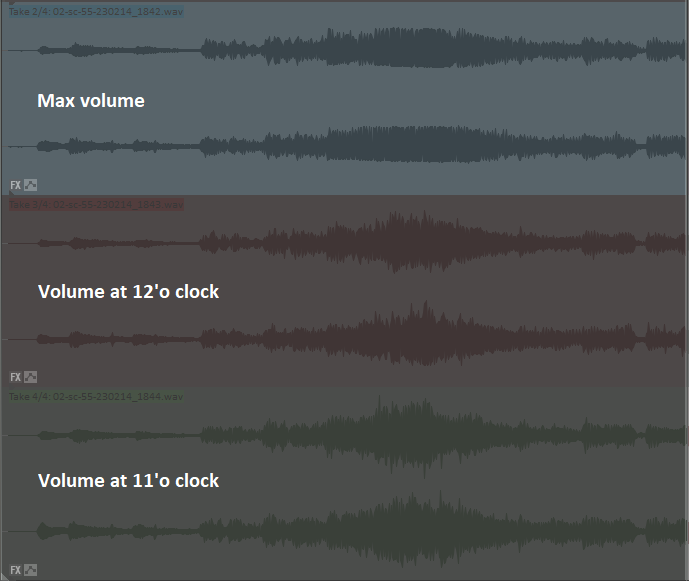 Take 2/4: 02-sc-55-230214_1842.wav
Max volume
FX
Take 3/4: 02-sc-55-230214_1843.wav
Volume at 12'o clock
FX
Take 4/4: 02-sc-55-230214_1844.wav
Volume at 11'o clock
FX